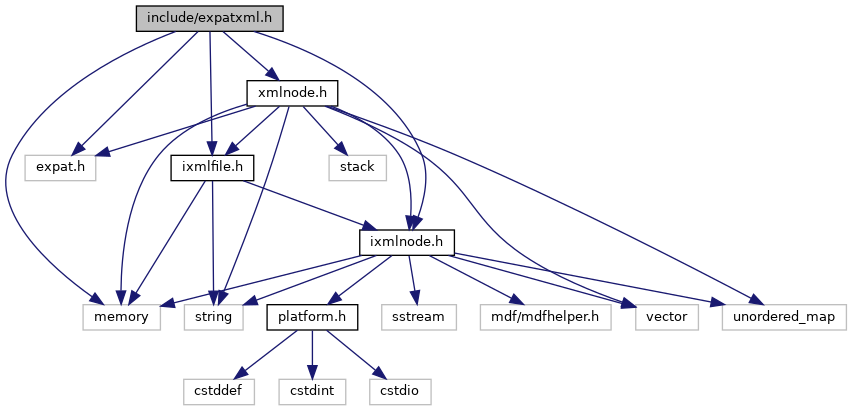 include/expatxml.h
xmlnode.h
expat.h
ixmlfile.h
stack
ixmlnode.h
memory
string
platform.h
sstream
mdf/mdfhelper.h
vector
unordered_map
cstddef
cstdint
cstdio